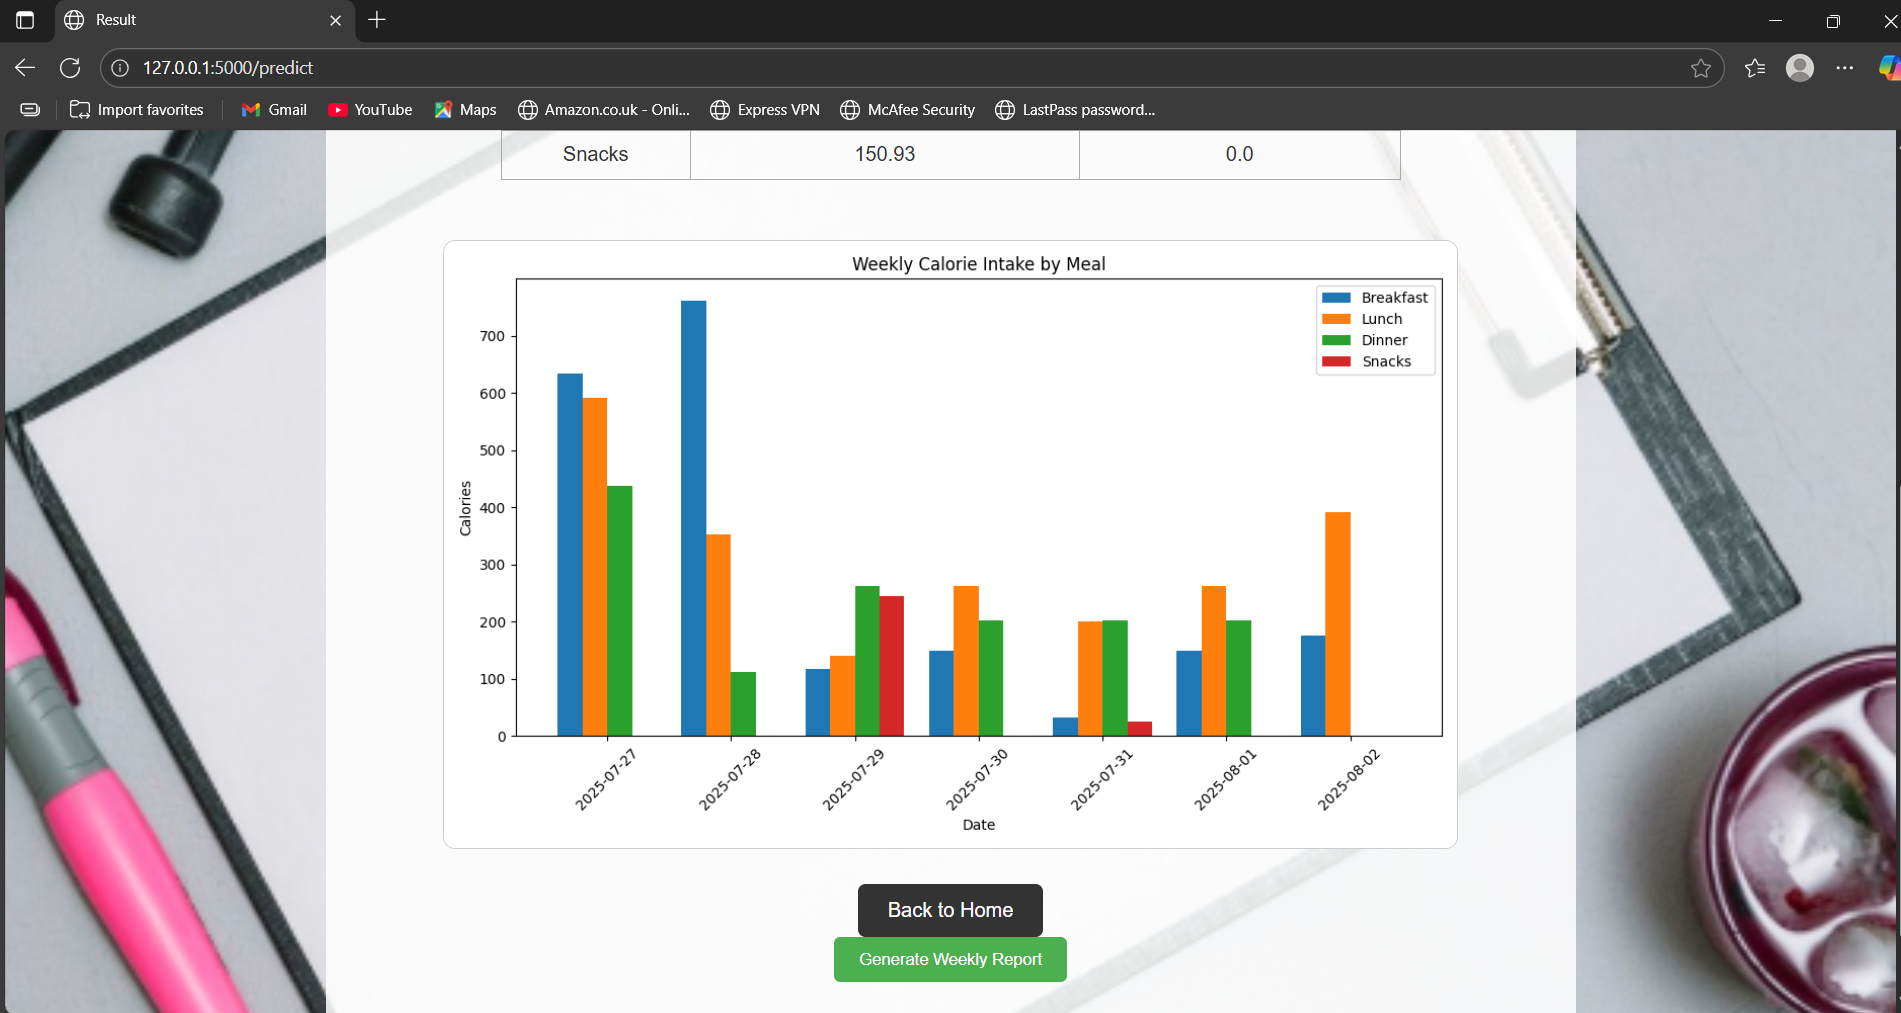 Result
127.0.0.1:5000/predict
Import favorites Gmail YouTube Maps Amazon.co.uk - Onli... Express VPN McAfee Security LastPass password...
Snacks 150.93 0.0
Weekly Calorie Intake by Meal
Breakfast
Lunch
Dinner
Snacks
700
600
500
400
300
200
100
0
Calories
2025-07-27 2025-07-28 2025-07-29 2025-07-30 2025-07-31 2025-08-01 2025-08-02
Date
Back to Home
Generate Weekly Report